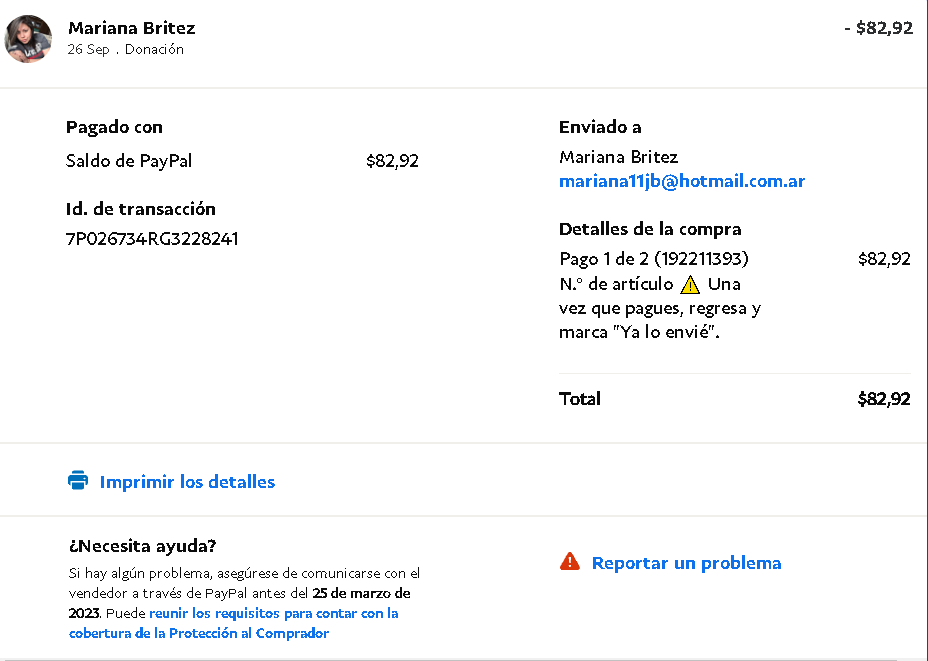 Mariana Britez
- $82,92
26 Sep . Donación
Pagado con
Saldo de PayPal $82,92
Id. de transacción
7P026734RG3228241
Enviado a
Mariana Britez
mariana11jb@hotmail.com.ar
Detalles de la compra
Pago 1 de 2 (192211393) $82,92
N.º de artículo ⚠ Una
vez que pagues, regresa y
marca "Ya lo envié".
Total $82,92
Imprimir los detalles
¿Necesita ayuda?
Si hay algún problema, asegúrese de comunicarse con el
vendedor a través de PayPal antes del 25 de marzo de
2023. Puede reunir los requisitos para contar con la
cobertura de la Protección al Comprador
Reportar un problema